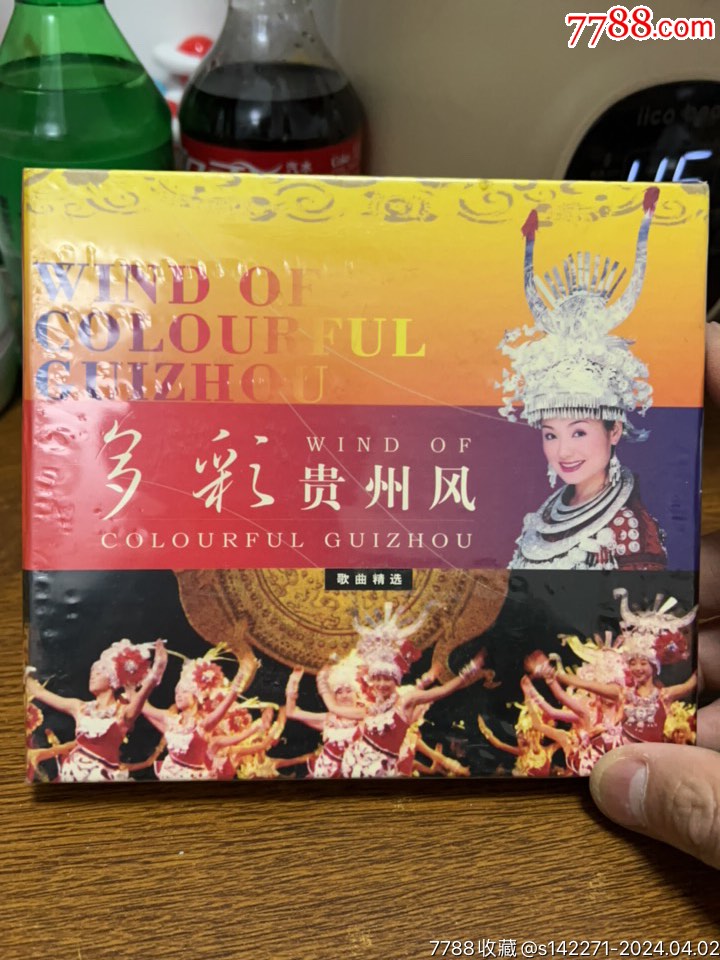 7788.com
WIND OF
COLOURFUL
GUIZHOU
多彩
WIND OF
贵州风
COLOURFUL GUIZHOU
歌曲精选
7788收藏@s142271-2024.04.02